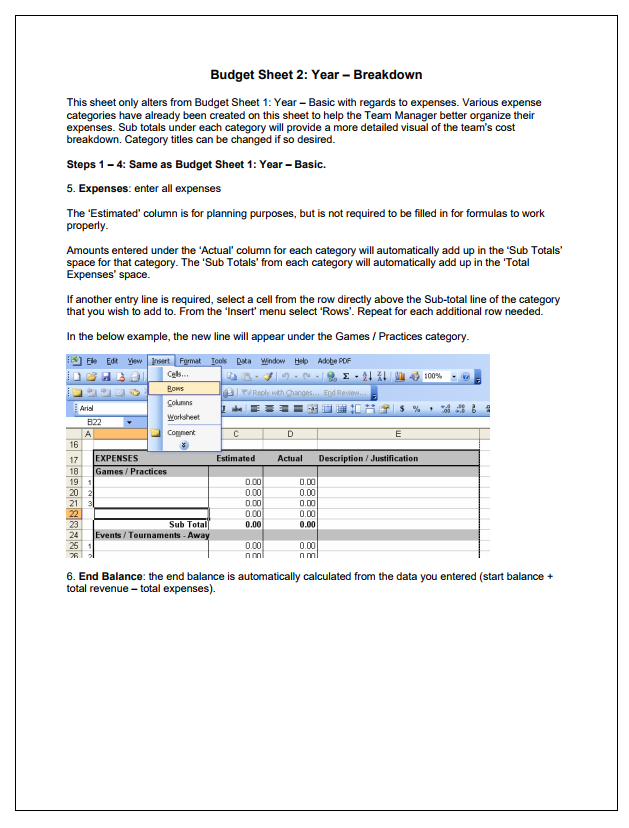 Budget Sheet 2: Year – Breakdown
This sheet only alters from Budget Sheet 1: Year – Basic with regards to expenses. Various expense
categories have already been created on this sheet to help the Team Manager better organize their
expenses. Sub totals under each category will provide a more detailed visual of the team's cost
breakdown. Category titles can be changed if so desired.
Steps 1 – 4: Same as Budget Sheet 1: Year – Basic.
5. Expenses: enter all expenses
The 'Estimated' column is for planning purposes, but is not required to be filled in for formulas to work
properly.
Amounts entered under the 'Actual' column for each category will automatically add up in the 'Sub Totals'
space for that category. The 'Sub Totals' from each category will automatically add up in the 'Total
Expenses' space.
If another entry line is required, select a cell from the row directly above the Sub-total line of the category
that you wish to add to. From the 'Insert' menu select 'Rows'. Repeat for each additional row needed.
In the below example, the new line will appear under the Games / Practices category.
File Edit View Insert Format Tools Data Window Help Adobe PDF
Cells... 100%
Rows Reply with Changes... End Review...
Arial Columns $ % ,
Worksheet
B22 Comment
A C D E
16
17 EXPENSES Estimated Actual Description / Justification
18 Games / Practices
19 1 0.00 0.00
20 2 0.00 0.00
21 3 0.00 0.00
22 0.00 0.00
23 Sub Total 0.00 0.00
24 Events / Tournaments - Away
25 1 0.00 0.00
26 2 0.00 0.00
6. End Balance: the end balance is automatically calculated from the data you entered (start balance +
total revenue – total expenses).